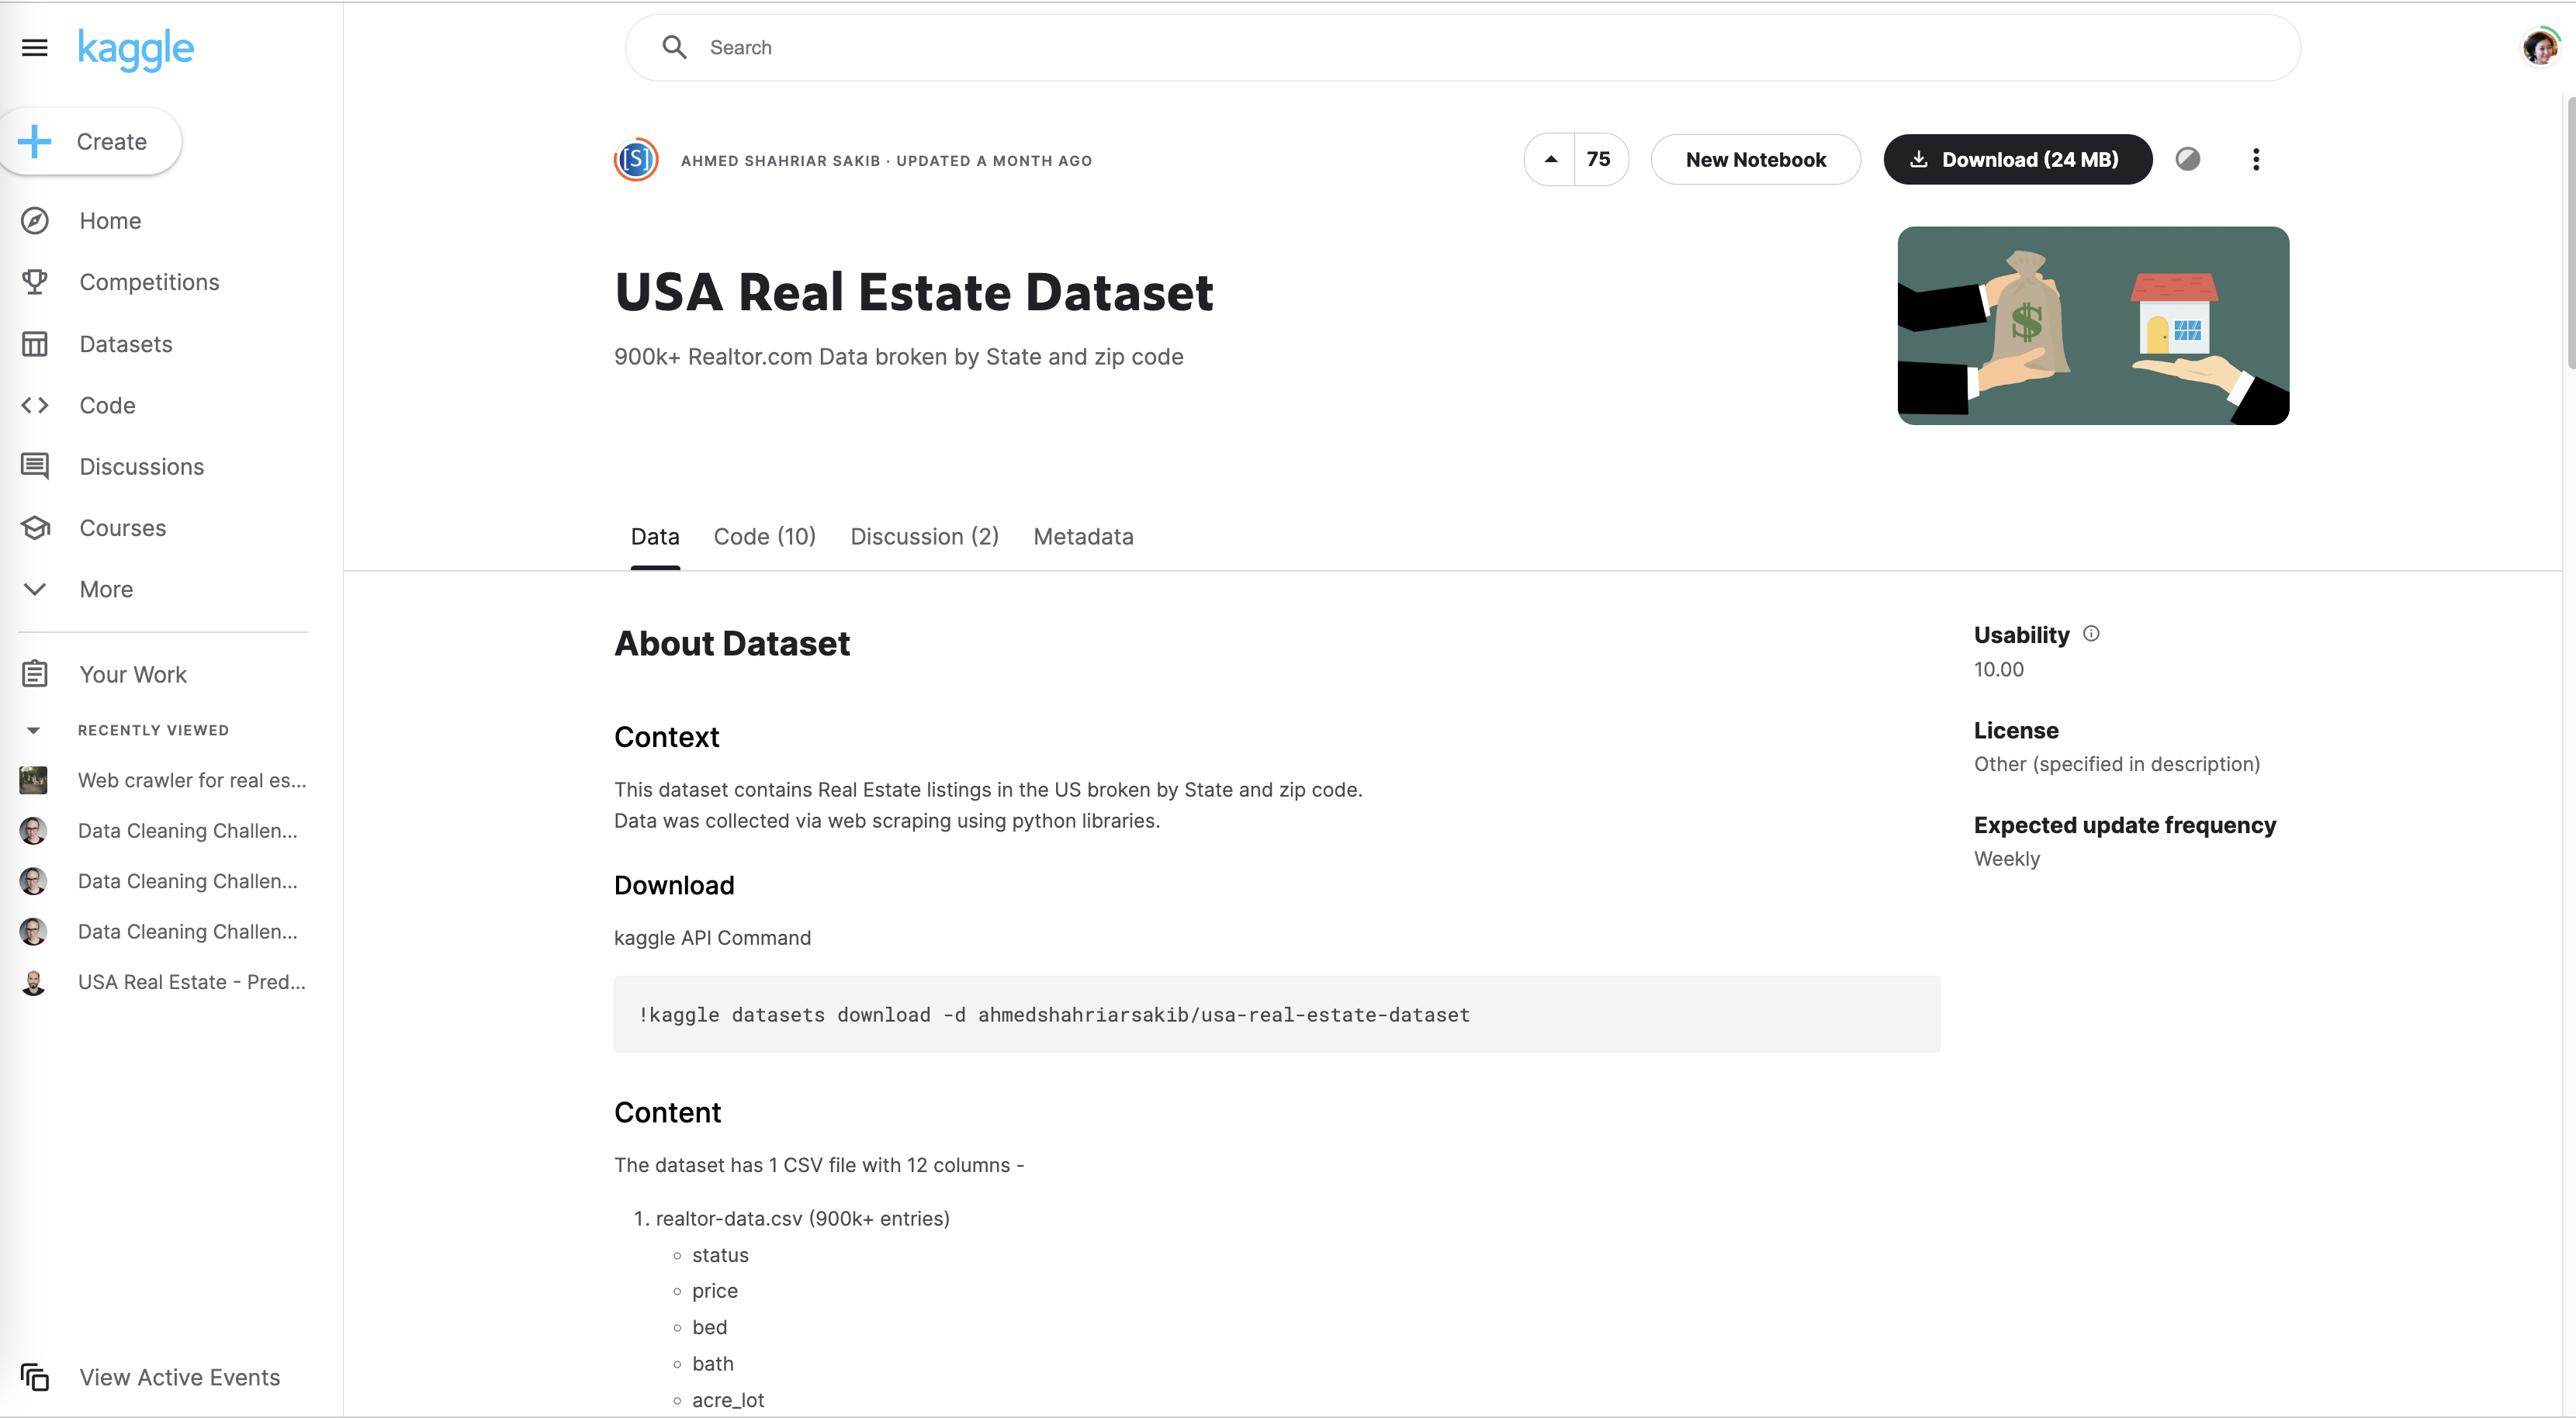 kaggle
Search
Create
Home
Competitions
Datasets
Code
Discussions
Courses
More
Your Work
RECENTLY VIEWED
Web crawler for real es...
Data Cleaning Challen...
Data Cleaning Challen...
Data Cleaning Challen...
USA Real Estate - Pred...
View Active Events
[S]
AHMED SHAHRIAR SAKIB · UPDATED A MONTH AGO
75
New Notebook
Download (24 MB)
USA Real Estate Dataset
900k+ Realtor.com Data broken by State and zip code
$
Data
Code (10)
Discussion (2)
Metadata
About Dataset
Context
This dataset contains Real Estate listings in the US broken by State and zip code.
Data was collected via web scraping using python libraries.
Download
kaggle API Command
!kaggle datasets download -d ahmedshahriarsakib/usa-real-estate-dataset
Content
The dataset has 1 CSV file with 12 columns -
1. realtor-data.csv (900k+ entries)
◦ status
◦ price
◦ bed
◦ bath
◦ acre_lot
Usability
10.00
License
Other (specified in description)
Expected update frequency
Weekly